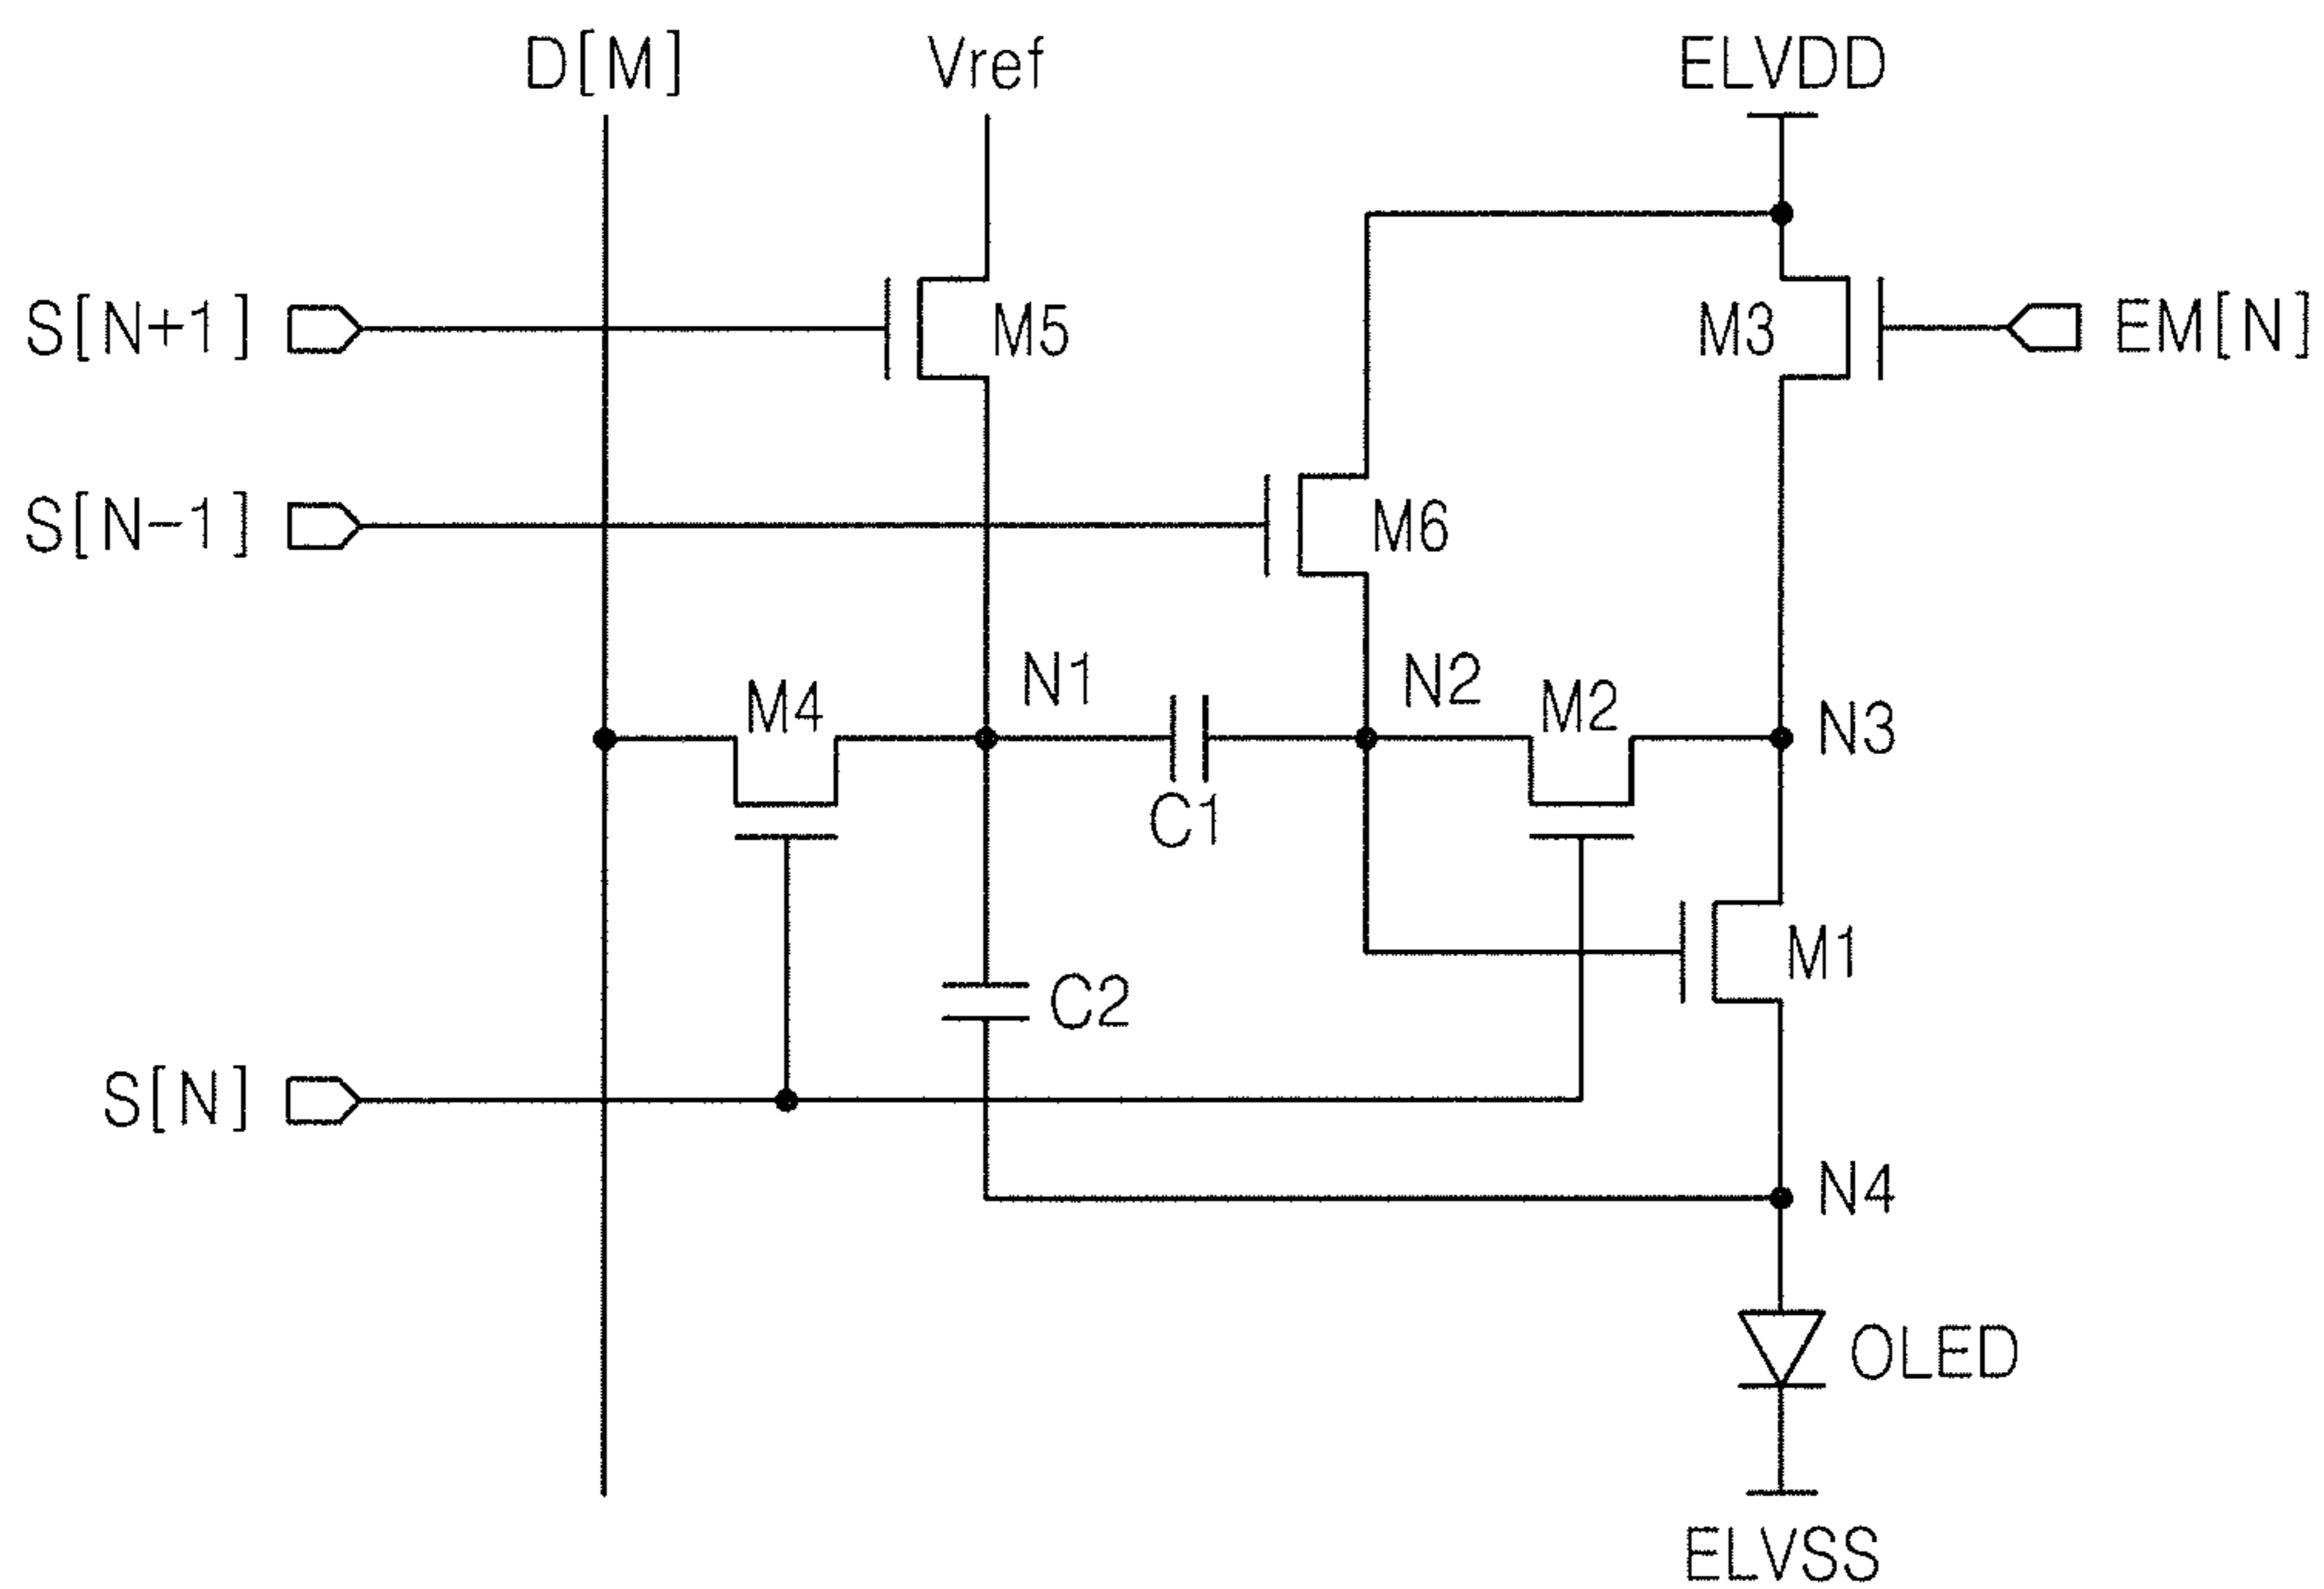 D[M]
Vref
ELVDD
S[N+1]
M5
M3
EM[N]
S[N-1]
M6
M4
N1
N2
M2
N3
C1
M1
C2
S[N]
N4
OLED
ELVSS